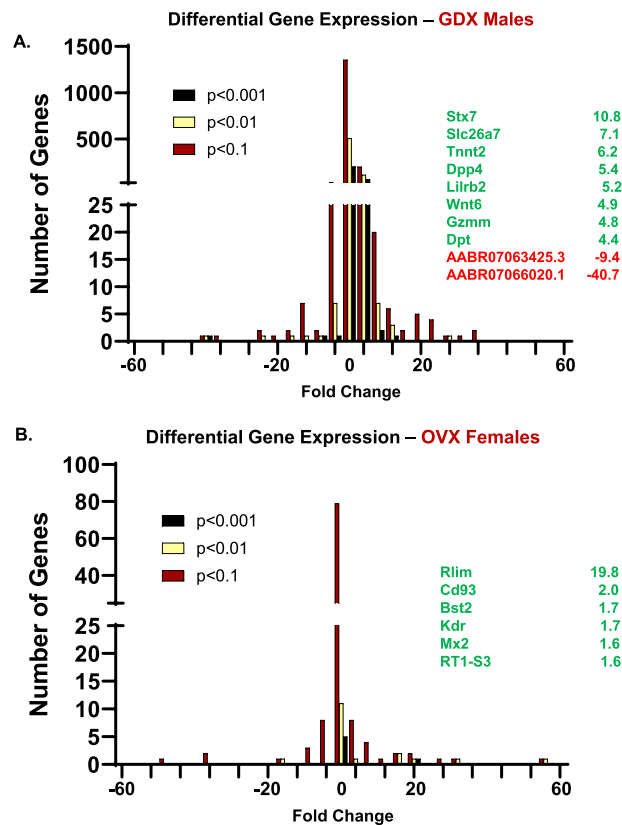 Differential Gene Expression – GDX Males
A.
1500
1000
500
25
20
15
10
5
0
Number of Genes
p<0.001
p<0.01
p<0.1
Stx7 10.8
Slc26a7 7.1
Tnnt2 6.2
Dpp4 5.4
Lilrb2 5.2
Wnt6 4.9
Gzmm 4.8
Dpt 4.4
AABR07063425.3 -9.4
AABR07066020.1 -40.7
-60 -20 0 20 60
Fold Change
B.
Differential Gene Expression – OVX Females
100
80
60
40
25
20
15
10
5
0
Number of Genes
p<0.001
p<0.01
p<0.1
Rlim 19.8
Cd93 2.0
Bst2 1.7
Kdr 1.7
Mx2 1.6
RT1-S3 1.6
-60 -20 0 20 60
Fold Change